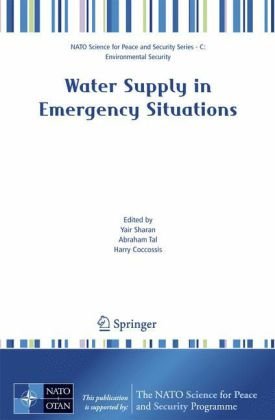 NATO Science for Peace and Security Series - C:
Environmental Security
Water Supply in
Emergency Situations
Edited by
Yair Sharan
Abraham Tal
Harry Coccossis
Springer
NATO
OTAN
This publication
is supported by:
The NATO Science for Peace
and Security Programme